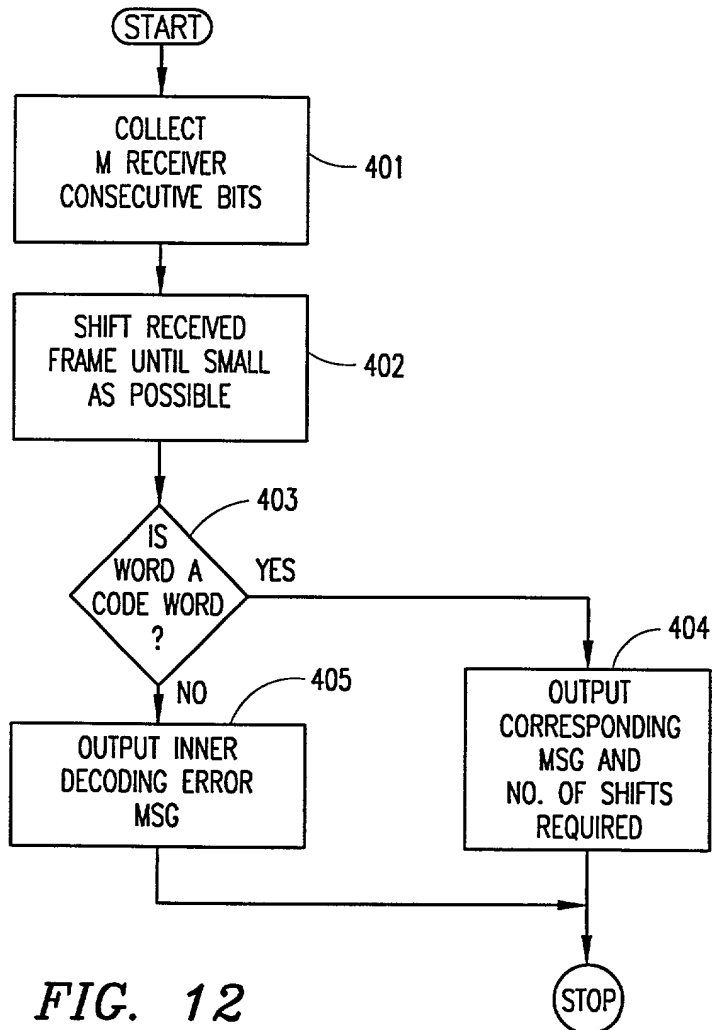 START
COLLECT
M RECEIVER
CONSECUTIVE BITS
401
SHIFT RECEIVED
FRAME UNTIL SMALL
AS POSSIBLE
402
403
IS
WORD A
CODE WORD
?
YES
NO
404
OUTPUT
CORRESPONDING
MSG AND
NO. OF SHIFTS
REQUIRED
405
OUTPUT INNER
DECODING ERROR
MSG
STOP
FIG. 12